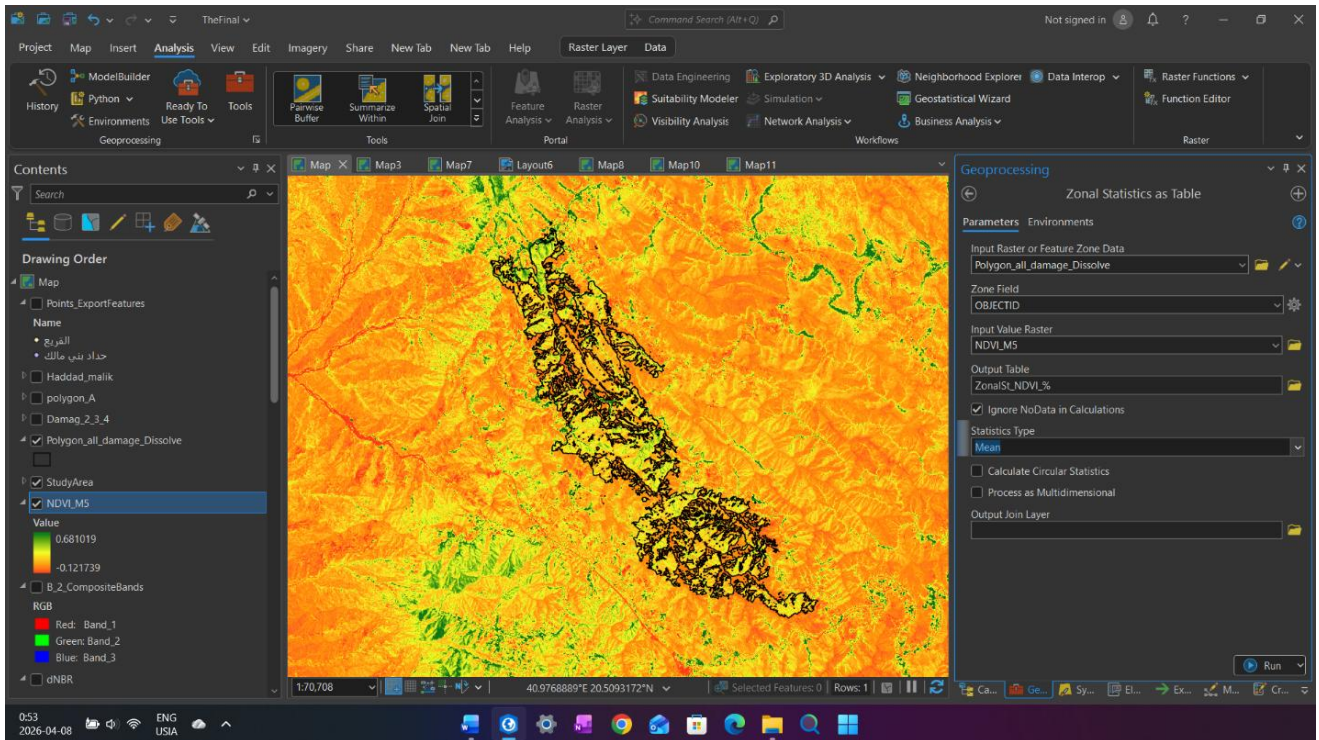 TheFinal
Command Search (Alt+Q)
Not signed in
?
Project Map Insert Analysis View Edit Imagery Share New Tab New Tab Help Raster Layer Data
History
ModelBuilder
Python
Environments
Ready To
Use Tools
Tools
Geoprocessing
Pairwise
Buffer
Summarize
Within
Spatial
Join
Tools
Feature
Analysis
Raster
Analysis
Portal
Data Engineering
Suitability Modeler
Visibility Analysis
Exploratory 3D Analysis
Simulation
Network Analysis
Neighborhood Explorer
Geostatistical Wizard
Business Analysis
Data Interop
Workflows
Raster Functions
Function Editor
Raster
Contents
Search
Drawing Order
Map
Points_ExportFeatures
Name
القريع
حداد بني مالك
Haddad_malik
polygon_A
Damag_2_3_4
Polygon_all_damage_Dissolve
StudyArea
NDVI_M5
Value
0.681019
-0.121739
B_2_CompositeBands
RGB
Red: Band_1
Green: Band_2
Blue: Band_3
dNBR
Map Map3 Map7 Layout6 Map8 Map10 Map11
1:70,708
40.9768889°E 20.5093172°N
Selected Features: 0
Rows: 1
Geoprocessing
Zonal Statistics as Table
Parameters Environments
?
Input Raster or Feature Zone Data
Polygon_all_damage_Dissolve
Zone Field
OBJECTID
Input Value Raster
NDVI_M5
Output Table
ZonalSt_NDVI_%
Ignore NoData in Calculations
Statistics Type
Mean
Calculate Circular Statistics
Process as Multidimensional
Output Join Layer
Run
Ca... Ge... Sy... El... Ex... M... Cr...
0:53
2026-04-08
ENG
USIA